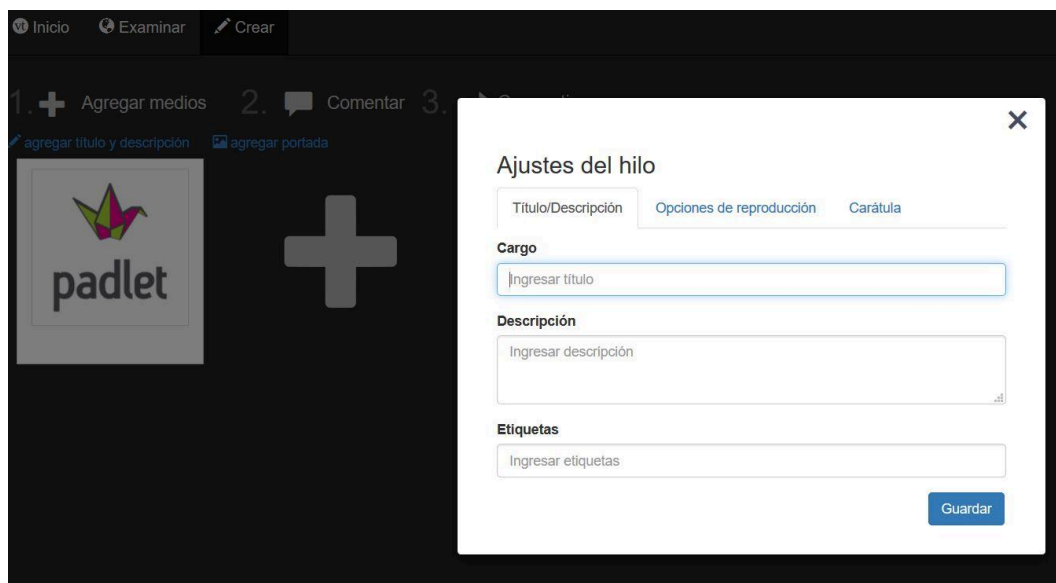 Inicio Examinar Crear
1. Agregar medios 2. Comentar 3.
agregar título y descripción agregar portada
padlet
Ajustes del hilo
Título/Descripción Opciones de reproducción Carátula
Cargo
Ingresar título
Descripción
Ingresar descripción
Etiquetas
Ingresar etiquetas
Guardar